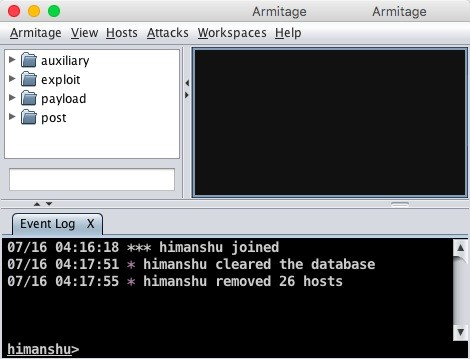 Armitage Armitage
Armitage View Hosts Attacks Workspaces Help
auxiliary
exploit
payload
post
Event Log X
07/16 04:16:18 *** himanshu joined
07/16 04:17:51 * himanshu cleared the database
07/16 04:17:55 * himanshu removed 26 hosts
himanshu>